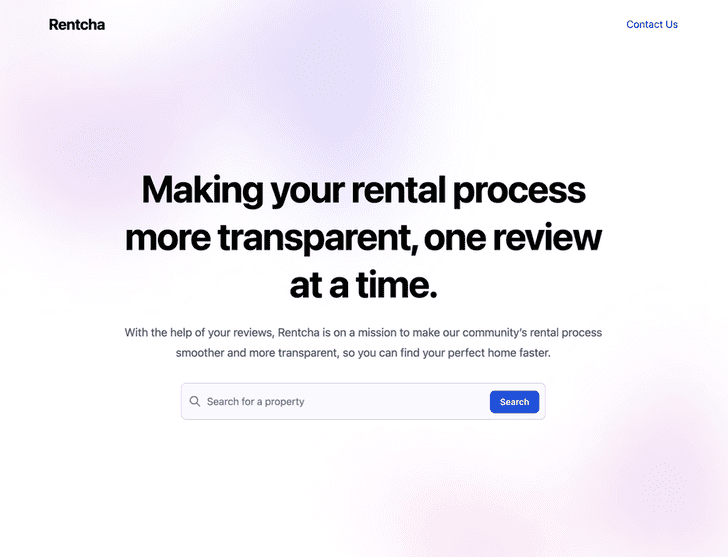 Rentcha
Contact Us
Making your rental process
more transparent, one review
at a time.
With the help of your reviews, Rentcha is on a mission to make our community’s rental process
smoother and more transparent, so you can find your perfect home faster.
Search for a property
Search